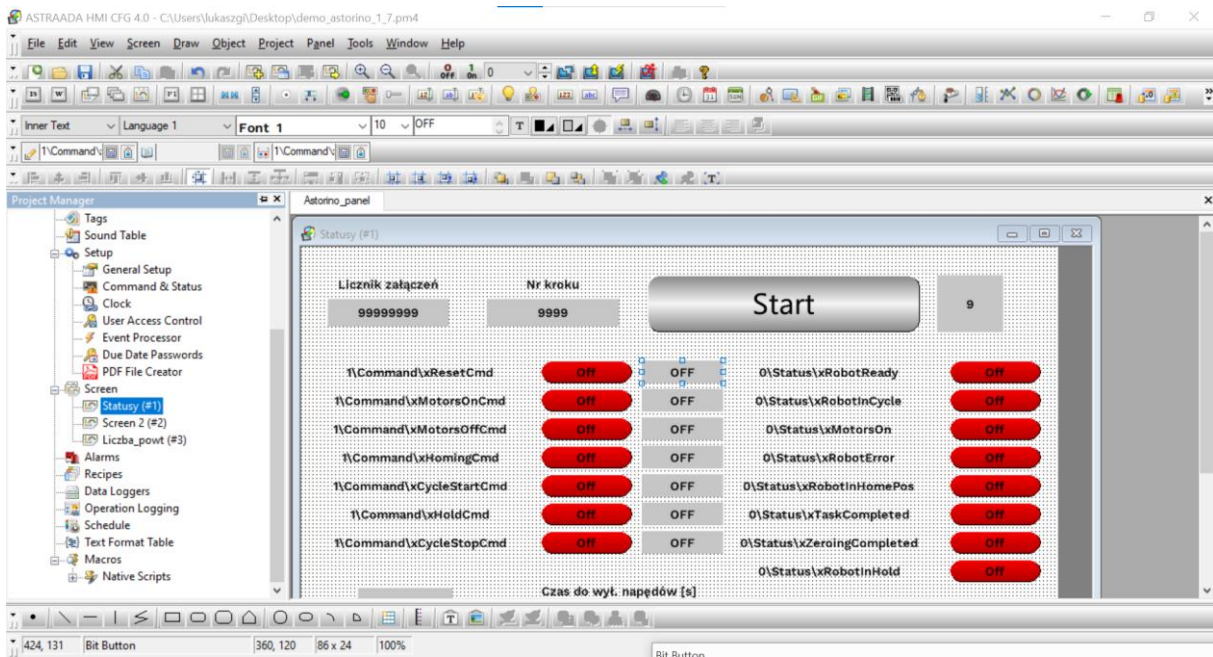 ASTRAADA HMI CFG 4.0 - C:\Users\lukaszgi\Desktop\demo_astorino_1_7.pm4
File Edit View Screen Draw Object Project Panel Tools Window Help
Inner Text Language 1 Font 1 10 OFF
Project Manager
Astorino_panel
Tags
Sound Table
Setup
General Setup
Command & Status
Clock
User Access Control
Event Processor
Due Date Passwords
PDF File Creator
Screen
Statusy (#1)
Screen 2 (#2)
Liczba_powt (#3)
Alarms
Recipes
Data Loggers
Operation Logging
Schedule
Text Format Table
Macros
Native Scripts
Statusy (#1)
Licznik załączeń Nr kroku
99999999 9999 Start 9
1\Command\xResetCmd Off OFF 0\Status\xRobotReady Off
1\Command\xMotorsOnCmd Off OFF 0\Status\xRobotInCycle Off
1\Command\xMotorsOffCmd Off OFF 0\Status\xMotorsOn Off
1\Command\xHomingCmd Off OFF 0\Status\xRobotError Off
1\Command\xCycleStartCmd Off OFF 0\Status\xRobotInHomePos Off
1\Command\xHoldCmd Off OFF 0\Status\xTaskCompleted Off
1\Command\xCycleStopCmd Off OFF 0\Status\xZeroingCompleted Off
0\Status\xRobotInHold Off
Czas do wył. napędów [s]
424, 131 Bit Button 360, 120 86 x 24 100%
Bit Button